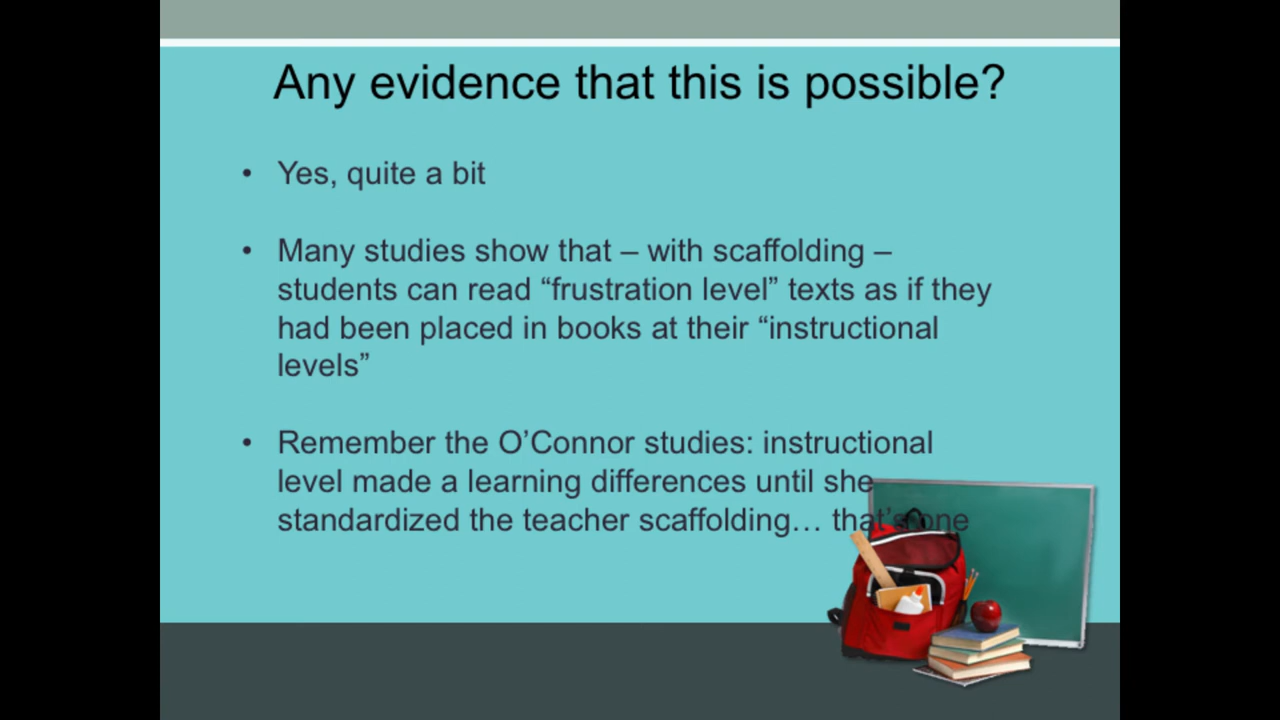 Any evidence that this is possible?
• Yes, quite a bit
• Many studies show that – with scaffolding –
students can read “frustration level” texts as if they
had been placed in books at their “instructional
levels”
• Remember the O’Connor studies: instructional
level made a learning differences until she
standardized the teacher scaffolding… that’s one